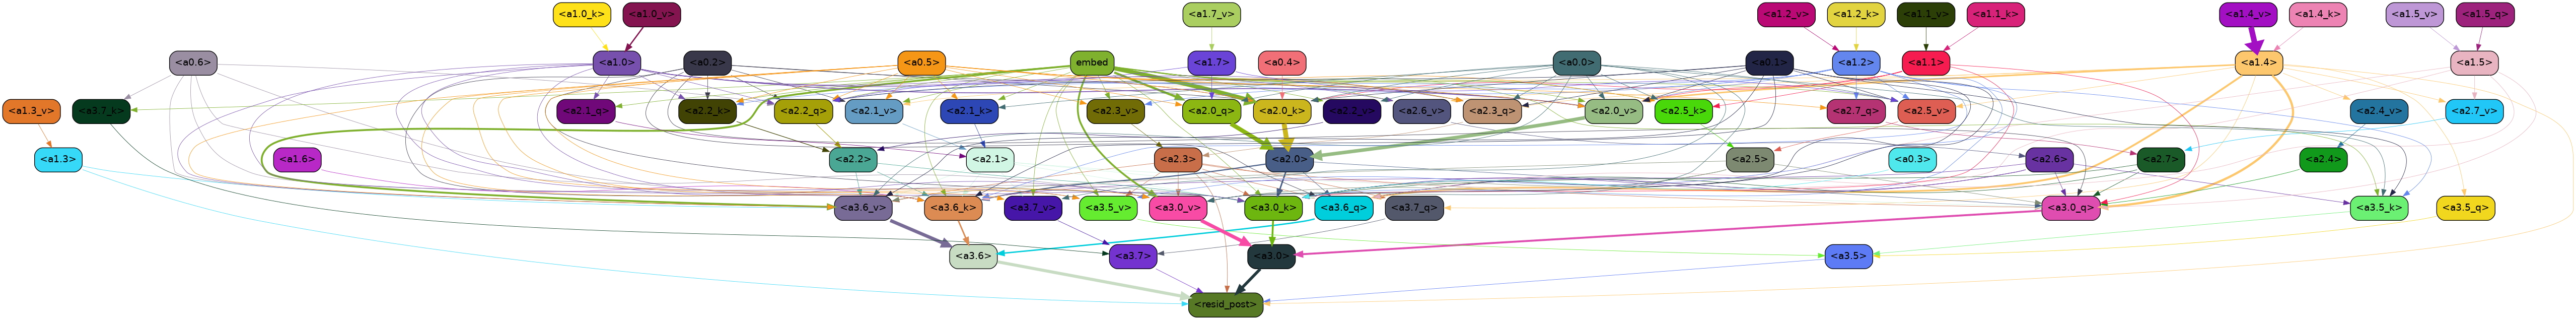 <a1.0_k> <a1.0_v> <a1.7_v> <a1.2_v> <a1.2_k> <a1.1_v> <a1.1_k> <a1.4_v> <a1.4_k> <a1.5_v> <a1.5_q>
<a0.6> <a1.0> <a0.2> <a0.5> embed <a1.7> <a0.4> <a0.0> <a0.1> <a1.2> <a1.1> <a1.4> <a1.5>
<a1.3_v> <a3.7_k> <a2.1_q> <a2.2_k> <a2.2_q> <a2.1_v> <a2.1_k> <a2.3_v> <a2.0_q> <a2.0_k> <a2.2_v> <a2.6_v> <a2.3_q> <a2.0_v> <a2.5_k> <a2.7_q> <a2.5_v> <a2.4_v> <a2.7_v>
<a1.3> <a1.6> <a2.2> <a2.1> <a2.3> <a2.0> <a2.5> <a0.3> <a2.6> <a2.7> <a2.4>
<a3.6_v> <a3.6_k> <a3.7_v> <a3.5_v> <a3.0_v> <a3.0_k> <a3.6_q> <a3.7_q> <a3.0_q> <a3.5_k> <a3.5_q>
<a3.6> <a3.7> <a3.0> <a3.5>
<resid_post>